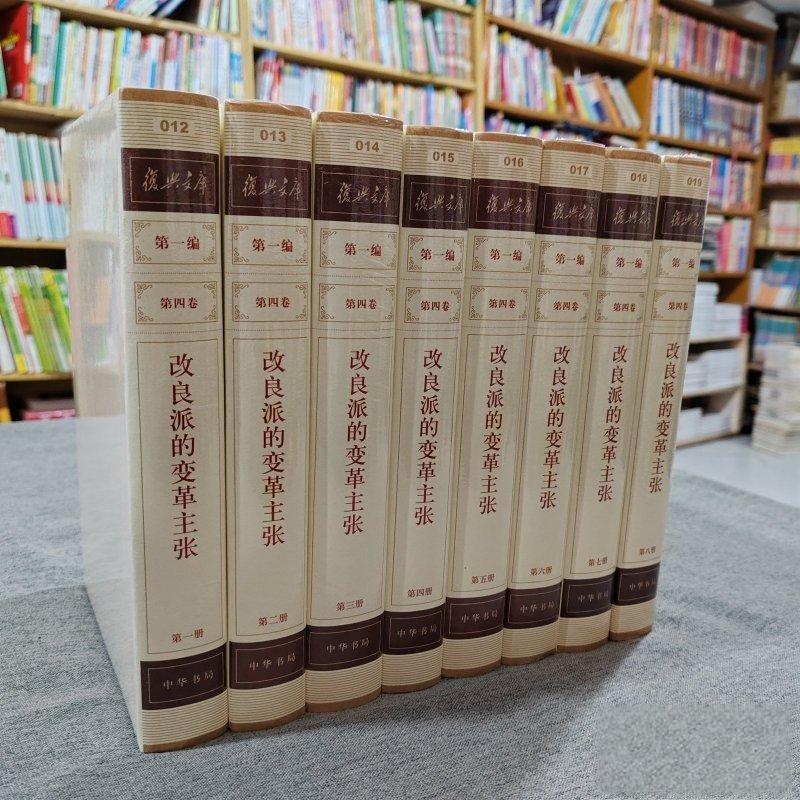 012
復興文库
第一编
第四卷
改良派的变革主张
第一册
中华书局
013
復興文库
第一编
第四卷
改良派的变革主张
第二册
中华书局
014
復興文库
第一编
第四卷
改良派的变革主张
第三册
中华书局
015
復興文库
第一编
第四卷
改良派的变革主张
第四册
中华书局
016
復興文库
第一编
第四卷
改良派的变革主张
第五册
中华书局
017
復興文库
第一编
第四卷
改良派的变革主张
第六册
中华书局
018
復興文库
第一编
第四卷
改良派的变革主张
第七册
中华书局
019
復興文库
第一编
第四卷
改良派的变革主张
第八册
中华书局